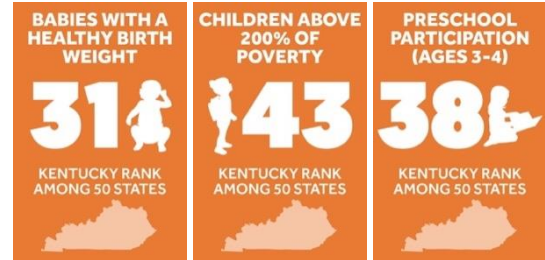 BABIES WITH A
HEALTHY BIRTH
WEIGHT
31
KENTUCKY RANK
AMONG 50 STATES
CHILDREN ABOVE
200% OF
POVERTY
43
KENTUCKY RANK
AMONG 50 STATES
PRESCHOOL
PARTICIPATION
(AGES 3-4)
38
KENTUCKY RANK
AMONG 50 STATES